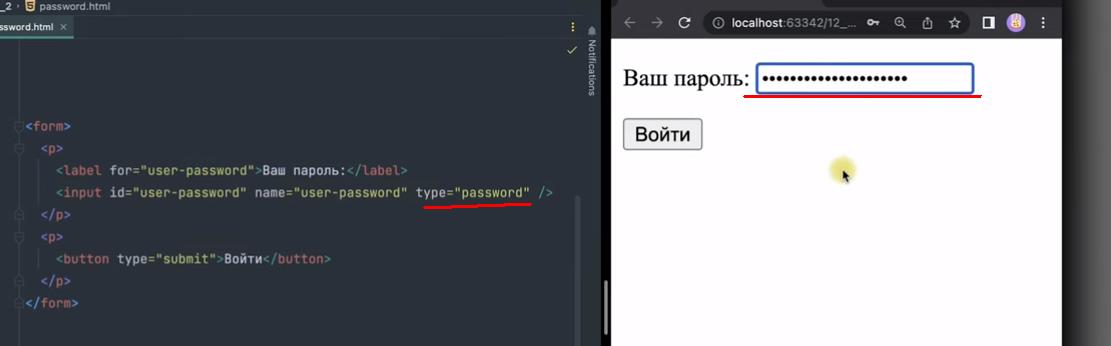 _2 › password.html
ssword.html ×
Notifications
<form>
<p>
<label for="user-password">Ваш пароль:</label>
<input id="user-password" name="user-password" type="password" />
</p>
<p>
<button type="submit">Войти</button>
</p>
</form>
localhost:63342/12_...
Ваш пароль: •••••••••••••••••••••
Войти